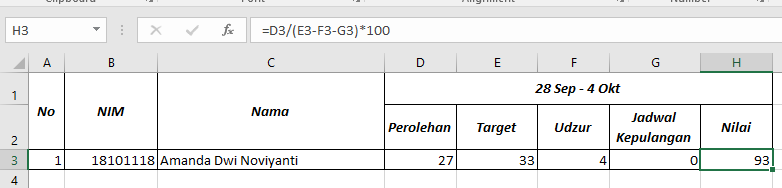 H3 fx =D3/(E3-F3-G3)*100
A B C D E F G H
1 28 Sep - 4 Okt
No NIM Nama
2 Perolehan Target Udzur Jadwal Kepulangan Nilai
3 1 18101118 Amanda Dwi Noviyanti 27 33 4 0 93
4